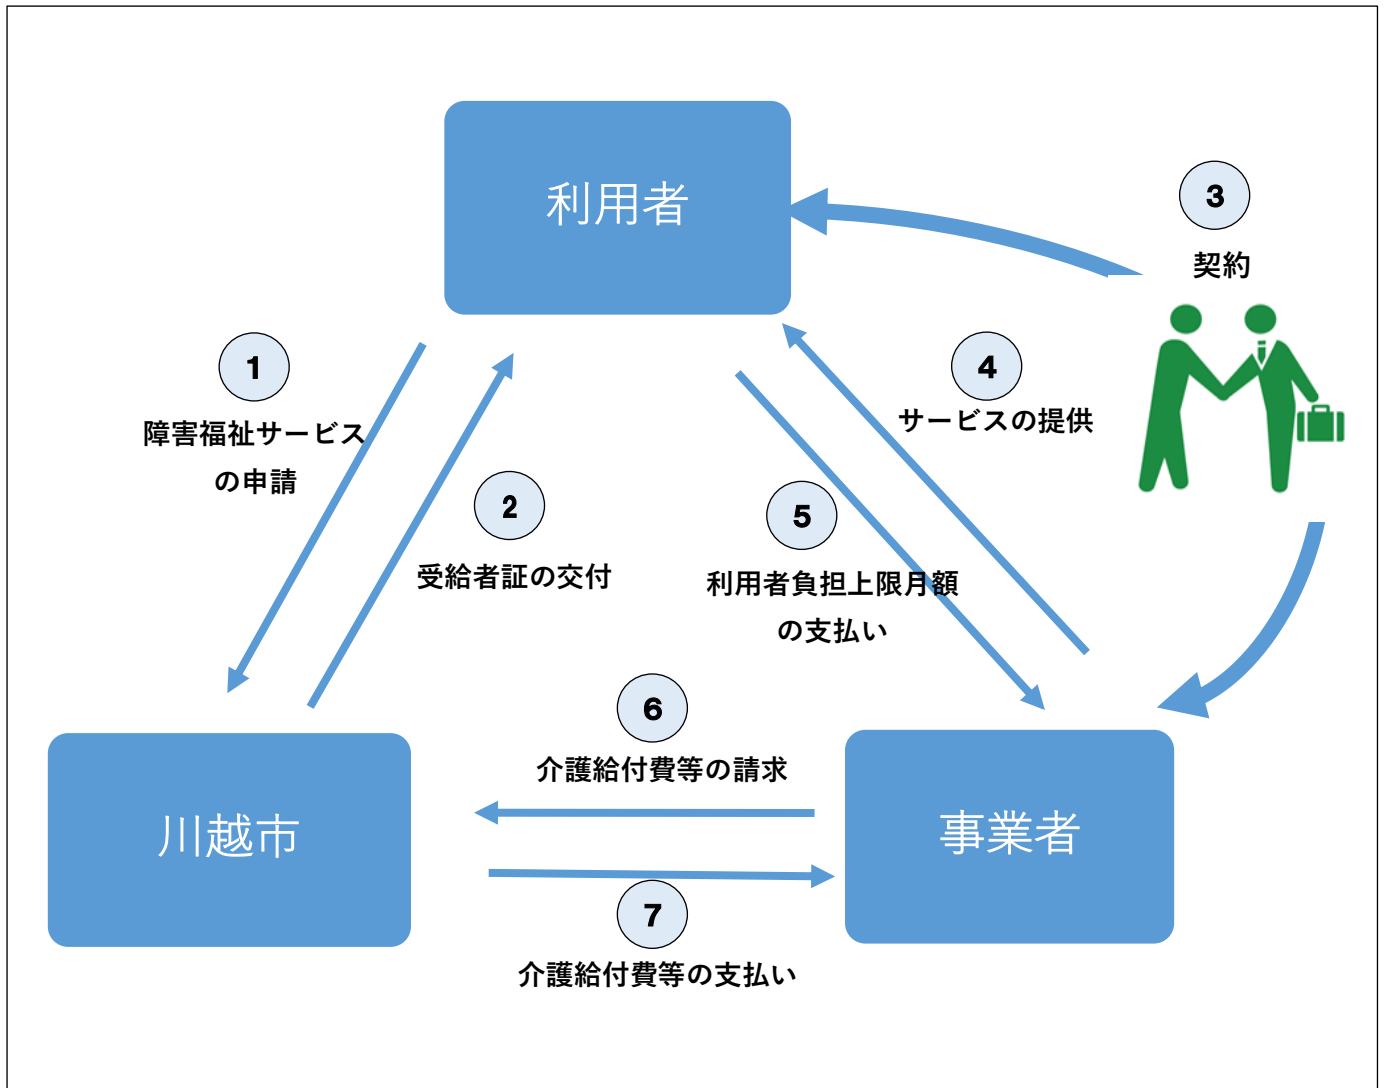 利用者
3
契約
1
障害福祉サービス
の申請
4
サービスの提供
2
受給者証の交付
5
利用者負担上限月額
の支払い
6
介護給付費等の請求
川越市
事業者
7
介護給付費等の支払い